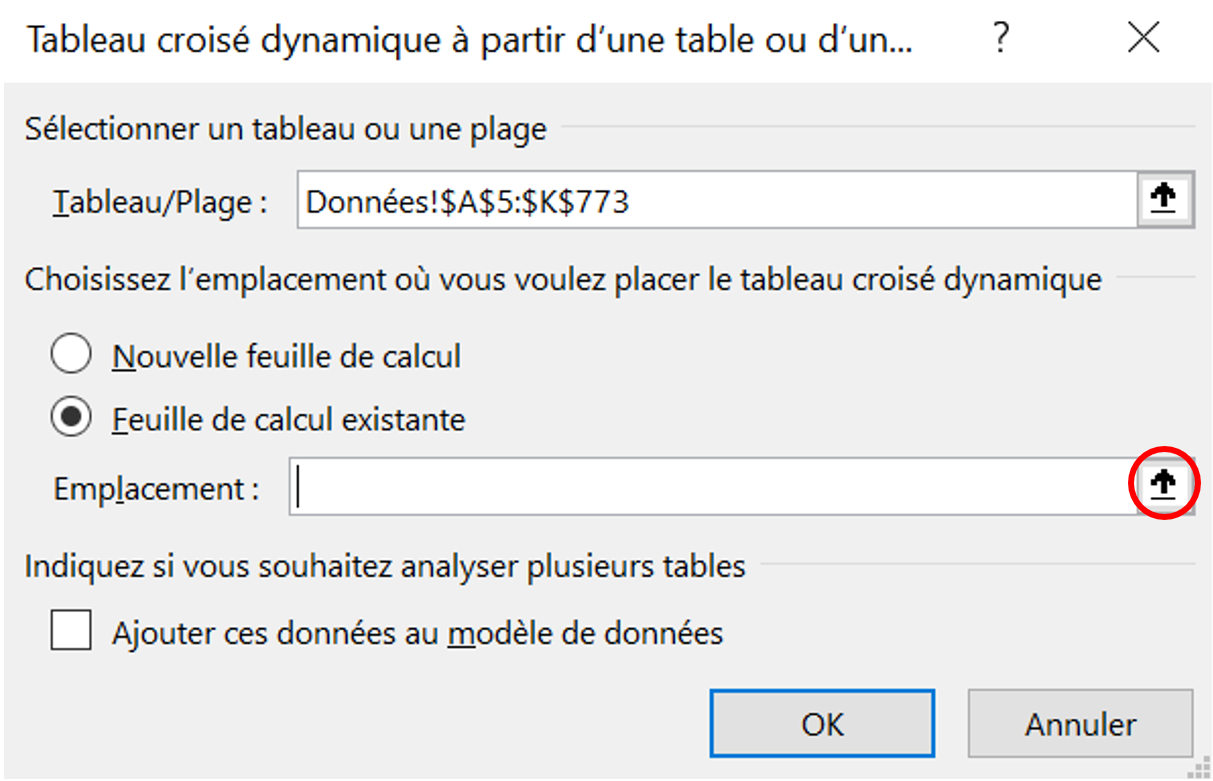 Tableau croisé dynamique à partir d’une table ou d’un...
?
Sélectionner un tableau ou une plage
Tableau/Plage :
Données!$A$5:$K$773
Choisissez l’emplacement où vous voulez placer le tableau croisé dynamique
Nouvelle feuille de calcul
Feuille de calcul existante
Emplacement :
Indiquez si vous souhaitez analyser plusieurs tables
Ajouter ces données au modèle de données
OK
Annuler